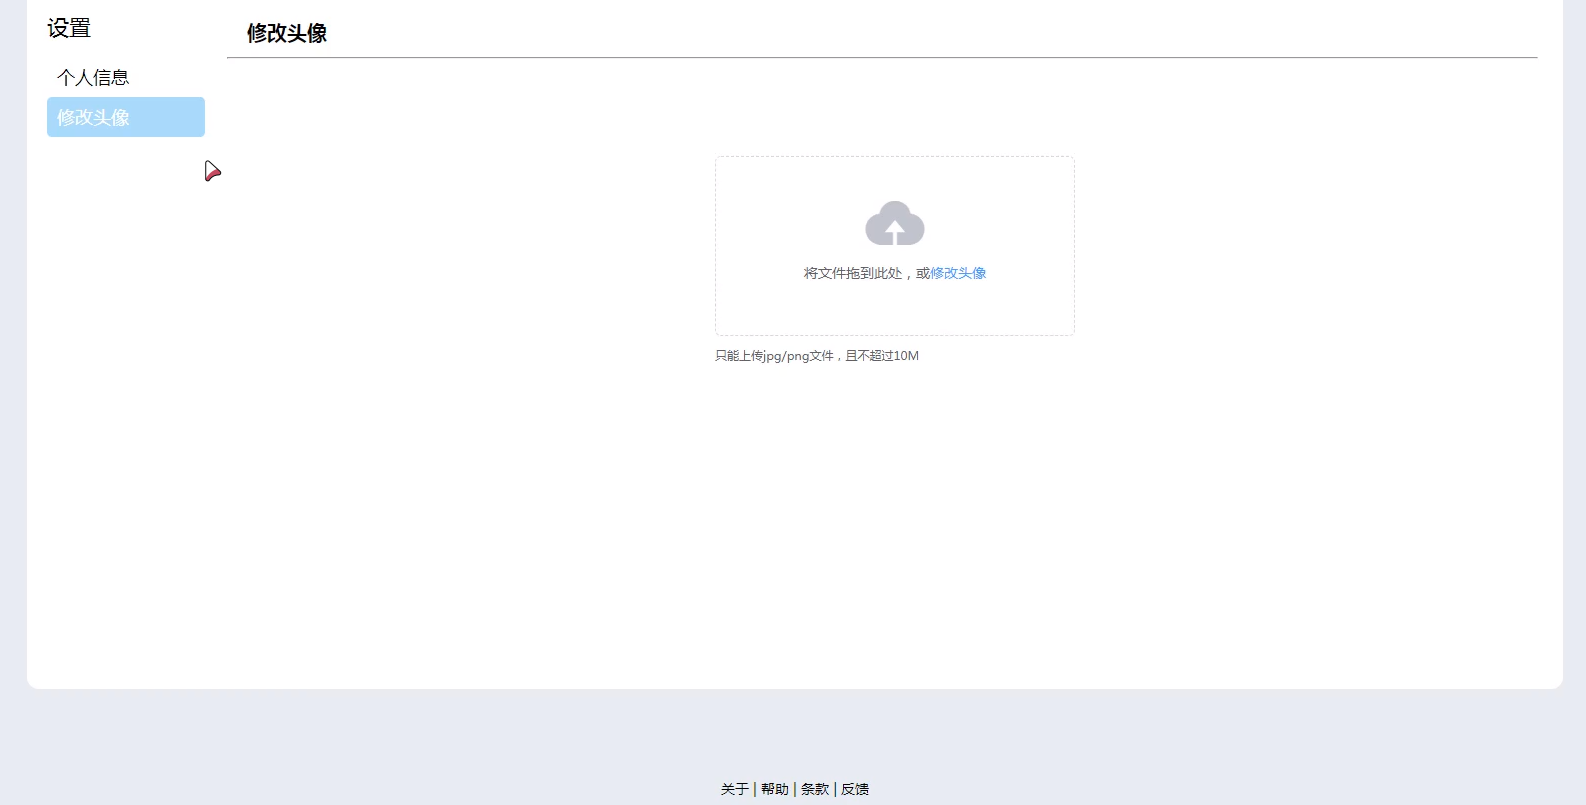 设置
个人信息
修改头像
修改头像
将文件拖到此处，或修改头像
只能上传jpg/png文件，且不超过10M
关于 | 帮助 | 条款 | 反馈